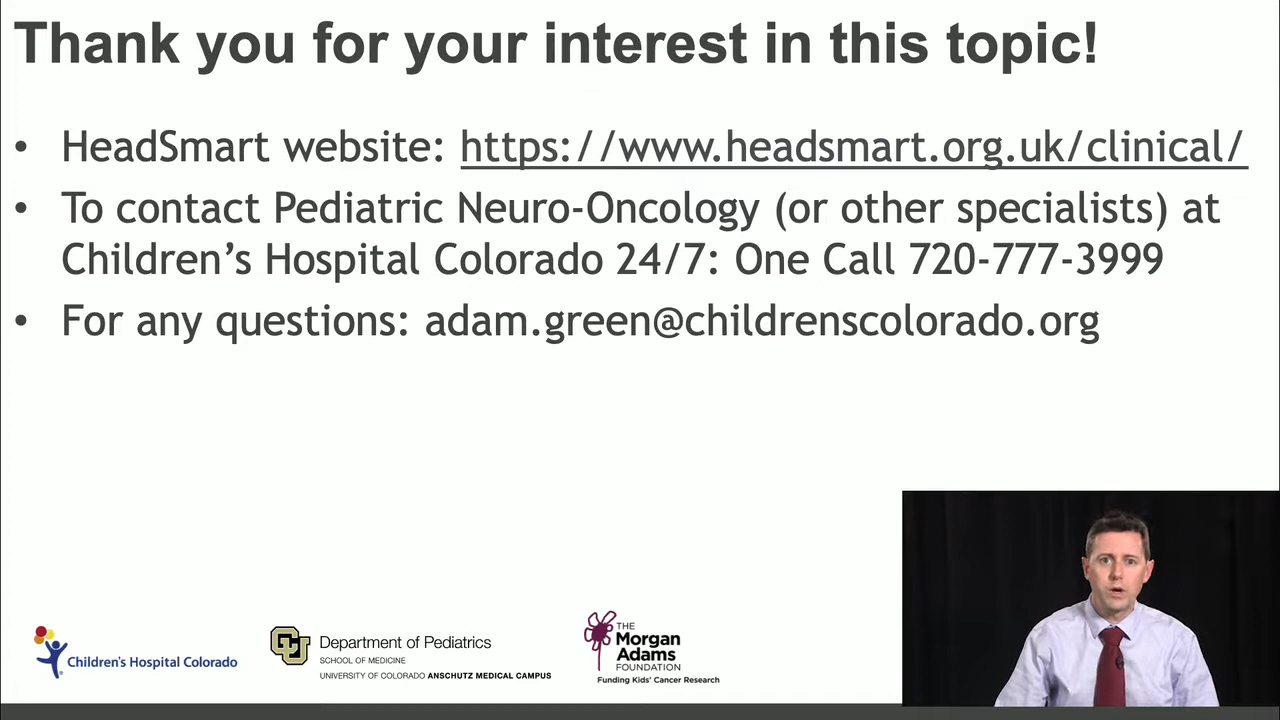 Thank you for your interest in this topic!
• HeadSmart website: https://www.headsmart.org.uk/clinical/
• To contact Pediatric Neuro-Oncology (or other specialists) at
Children’s Hospital Colorado 24/7: One Call 720-777-3999
• For any questions: adam.green@childrenscolorado.org
Children's Hospital Colorado
CU
Department of Pediatrics
SCHOOL OF MEDICINE
UNIVERSITY OF COLORADO ANSCHUTZ MEDICAL CAMPUS
THE
Morgan
Adams
FOUNDATION
Funding Kids' Cancer Research